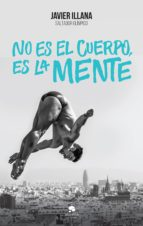 JAVIER ILLANA
SALTADOR OLÍMPICO
NO ES EL CUERPO,
ES LA
MENTE